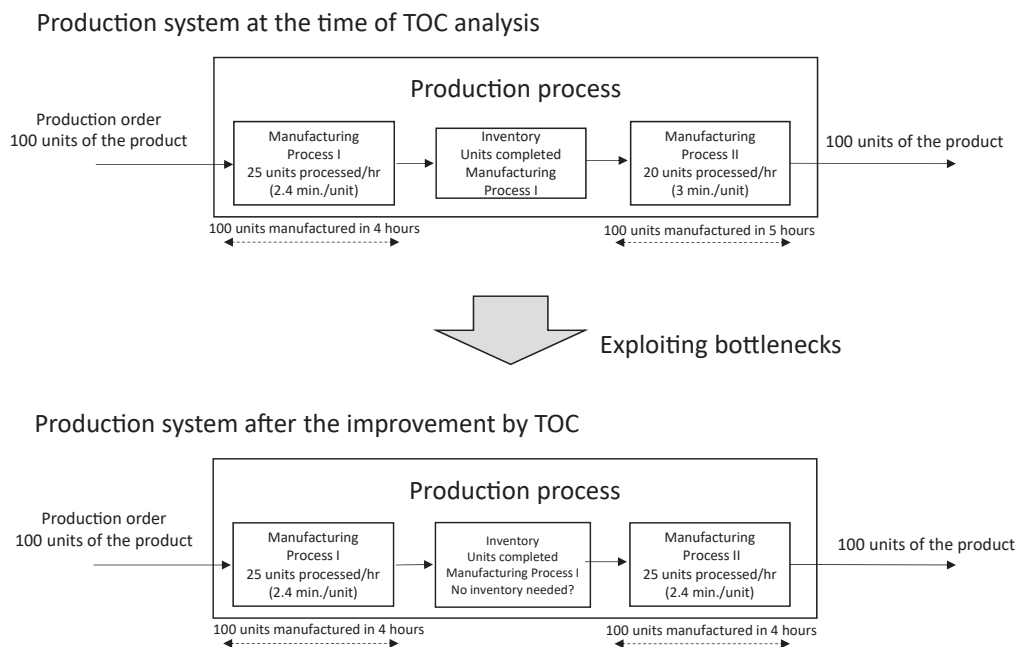 Production system at the time of TOC analysis
Production process
Production order
100 units of the product
Manufacturing
Process I
25 units processed/hr
(2.4 min./unit)
Inventory
Units completed
Manufacturing
Process I
Manufacturing
Process II
20 units processed/hr
(3 min./unit)
100 units of the product
100 units manufactured in 4 hours
100 units manufactured in 5 hours
Exploiting bottlenecks
Production system after the improvement by TOC
Production process
Production order
100 units of the product
Manufacturing
Process I
25 units processed/hr
(2.4 min./unit)
Inventory
Units completed
Manufacturing Process I
No inventory needed?
Manufacturing
Process II
25 units processed/hr
(2.4 min./unit)
100 units of the product
100 units manufactured in 4 hours
100 units manufactured in 4 hours